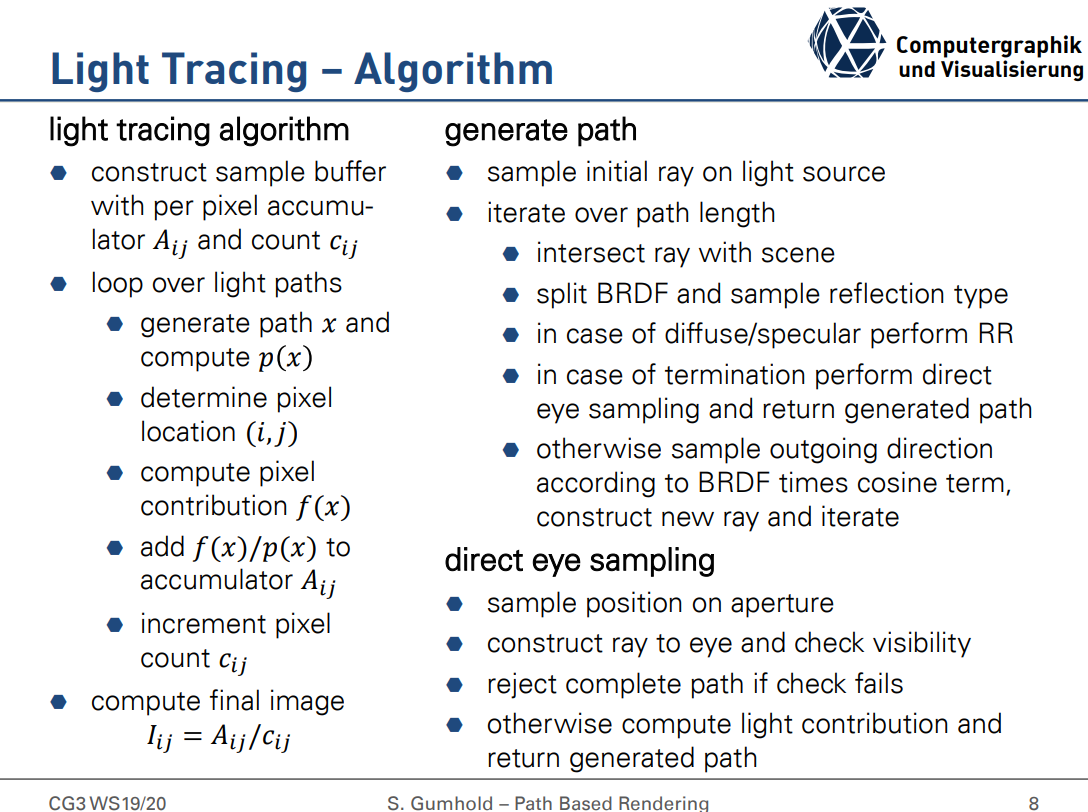 Computergraphik
und Visualisierung
Light Tracing – Algorithm
light tracing algorithm
construct sample buffer
with per pixel accumu-
lator A_{ij} and count c_{ij}
loop over light paths
generate path x and
compute p(x)
determine pixel
location (i,j)
compute pixel
contribution f(x)
add f(x)/p(x) to
accumulator A_{ij}
increment pixel
count c_{ij}
compute final image
I_{ij} = A_{ij}/c_{ij}
generate path
sample initial ray on light source
iterate over path length
intersect ray with scene
split BRDF and sample reflection type
in case of diffuse/specular perform RR
in case of termination perform direct
eye sampling and return generated path
otherwise sample outgoing direction
according to BRDF times cosine term,
construct new ray and iterate
direct eye sampling
sample position on aperture
construct ray to eye and check visibility
reject complete path if check fails
otherwise compute light contribution and
return generated path
CG3 WS19/20
S. Gumhold – Path Based Rendering
8